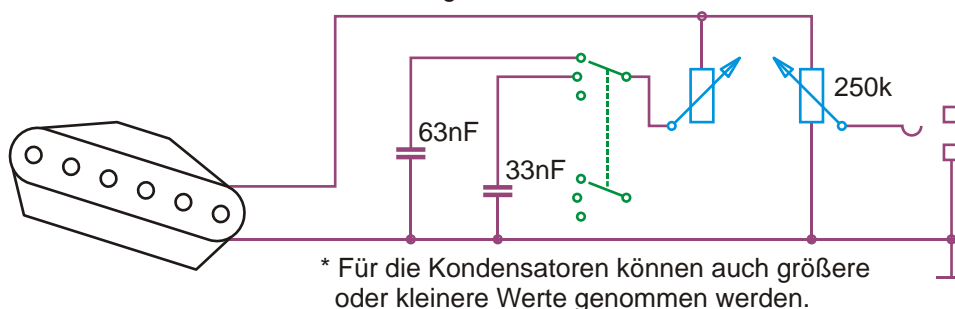 250k
63nF
33nF
* Für die Kondensatoren können auch größere
oder kleinere Werte genommen werden.